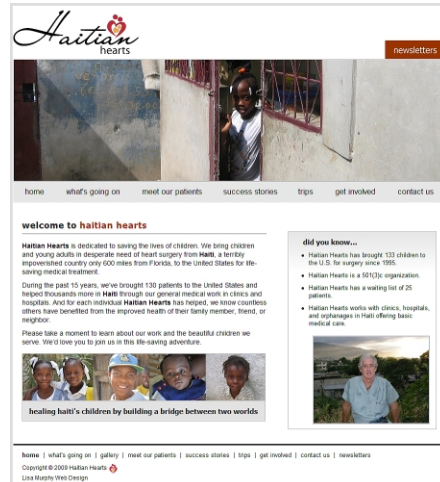 Haitian
hearts
newsletters
home what's going on meet our patients success stories trips get involved contact us
welcome to haitian hearts
Haitian Hearts is dedicated to saving the lives of children. We bring children
and young adults in desperate need of heart surgery from Haiti, a terribly
impoverished country only 600 miles from Florida, to the United States for life-
saving medical treatment.
During the past 15 years, we've brought 130 patients to the United States and
helped thousands more in Haiti through our general medical work in clinics and
hospitals. And for each individual Haitian Hearts has helped, we know countless
others have benefited from the improved health of their family member, friend, or
neighbor.
Please take a moment to learn about our work and the beautiful children we
serve. We'd love you to join us in this life-saving adventure.
healing haiti's children by building a bridge between two worlds
did you know...
• Haitian Hearts has brought 133 children to
the U.S. for surgery since 1995.
• Haitian Hearts is a 501(3)c organization.
• Haitian Hearts has a waiting list of 25
patients.
• Haitian Hearts works with clinics, hospitals,
and orphanages in Haiti offering basic
medical care.
home | what's going on | gallery | meet our patients | success stories | trips | get involved | contact us | newsletters
Copyright © 2009 Haitian Hearts
Lisa Murphy Web Design